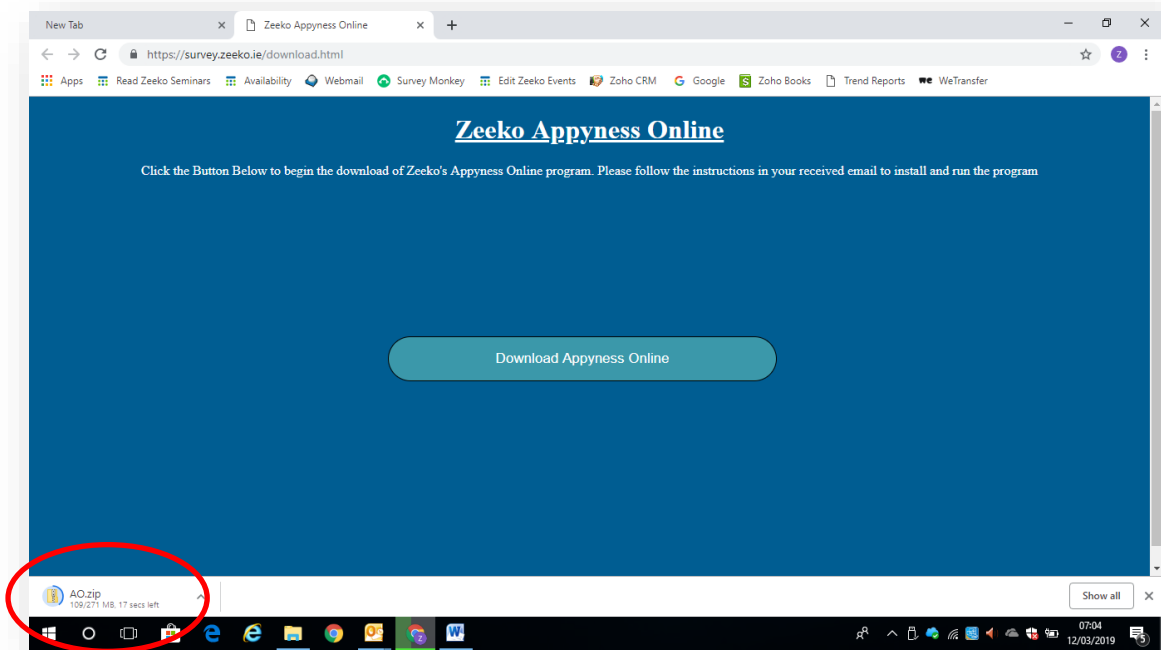 New Tab
Zeeko Appyness Online
https://survey.zeeko.ie/download.html
Z
Apps Read Zeeko Seminars Availability Webmail Survey Monkey Edit Zeeko Events Zoho CRM Google Zoho Books Trend Reports WeTransfer
Zeeko Appyness Online
Click the Button Below to begin the download of Zeeko's Appyness Online program. Please follow the instructions in your received email to install and run the program
Download Appyness Online
AO.zip
109/271 MB, 17 secs left
Show all
07:04
12/03/2019
5